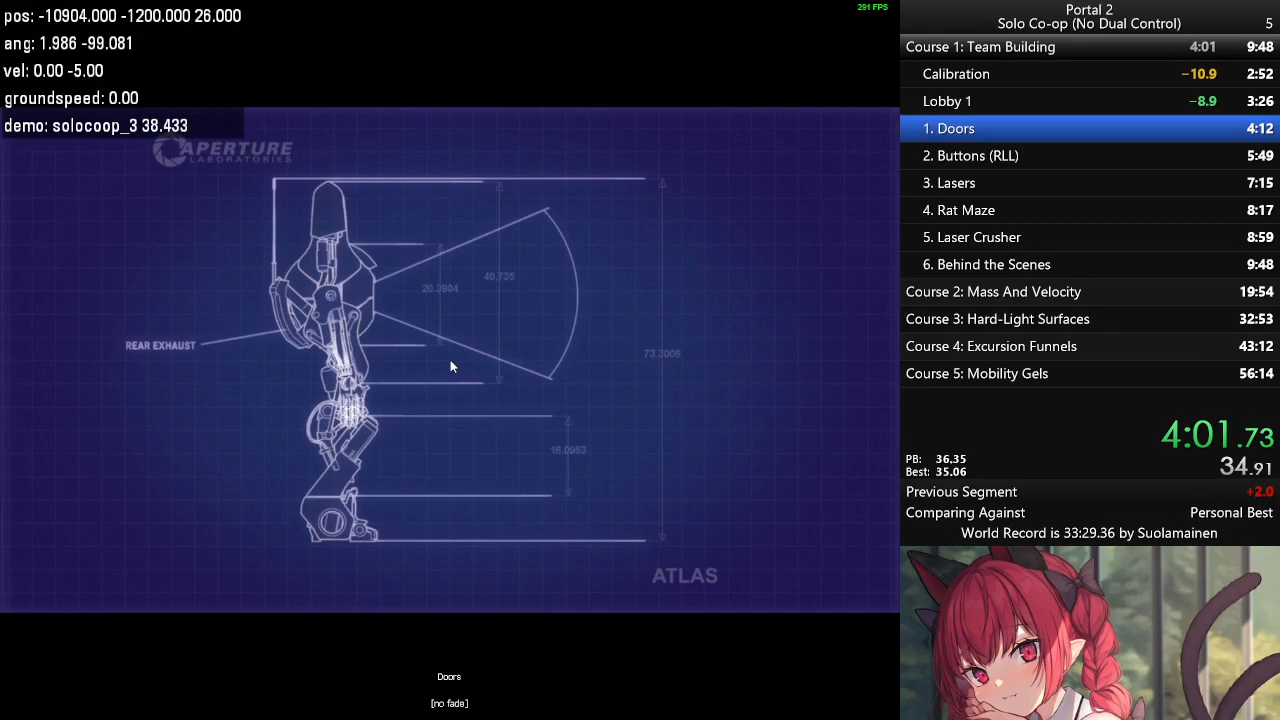 pos: -10904.000 -1200.000 26.000
ang: 1.986 -99.081
vel: 0.00 -5.00
groundspeed: 0.00
demo: solocoop_3 38.433
291 FPS
APERTURE
LABORATORIES
20.3904
40.735
REAR EXHAUST
73.3006
16.0953
ATLAS
Doors
[no fade]
Portal 2
Solo Co-op (No Dual Control) 5
Course 1: Team Building 4:01 9:48
Calibration −10.9 2:52
Lobby 1 −8.9 3:26
1. Doors 4:12
2. Buttons (RLL) 5:49
3. Lasers 7:15
4. Rat Maze 8:17
5. Laser Crusher 8:59
6. Behind the Scenes 9:48
Course 2: Mass And Velocity 19:54
Course 3: Hard-Light Surfaces 32:53
Course 4: Excursion Funnels 43:12
Course 5: Mobility Gels 56:14
4:01.73
PB: 36.35
Best: 35.06
34.91
Previous Segment +2.0
Comparing Against Personal Best
World Record is 33:29.36 by Suolamainen